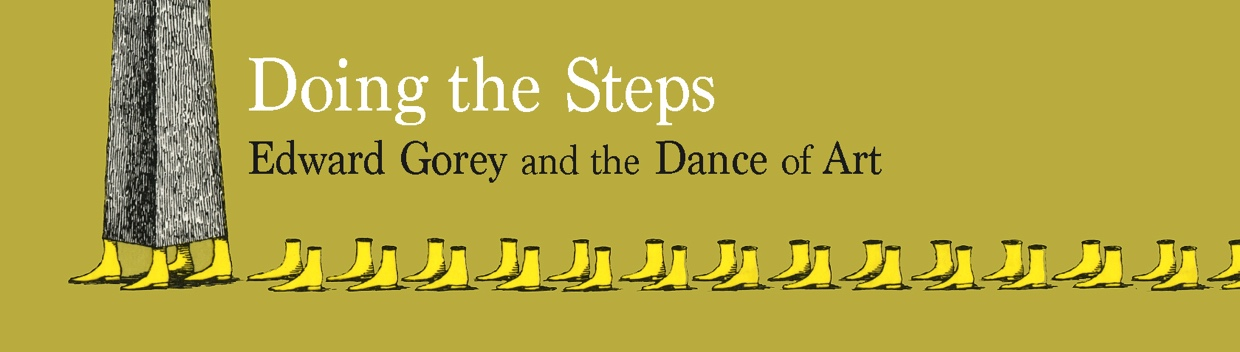 Doing the Steps
Edward Gorey and the Dance of Art